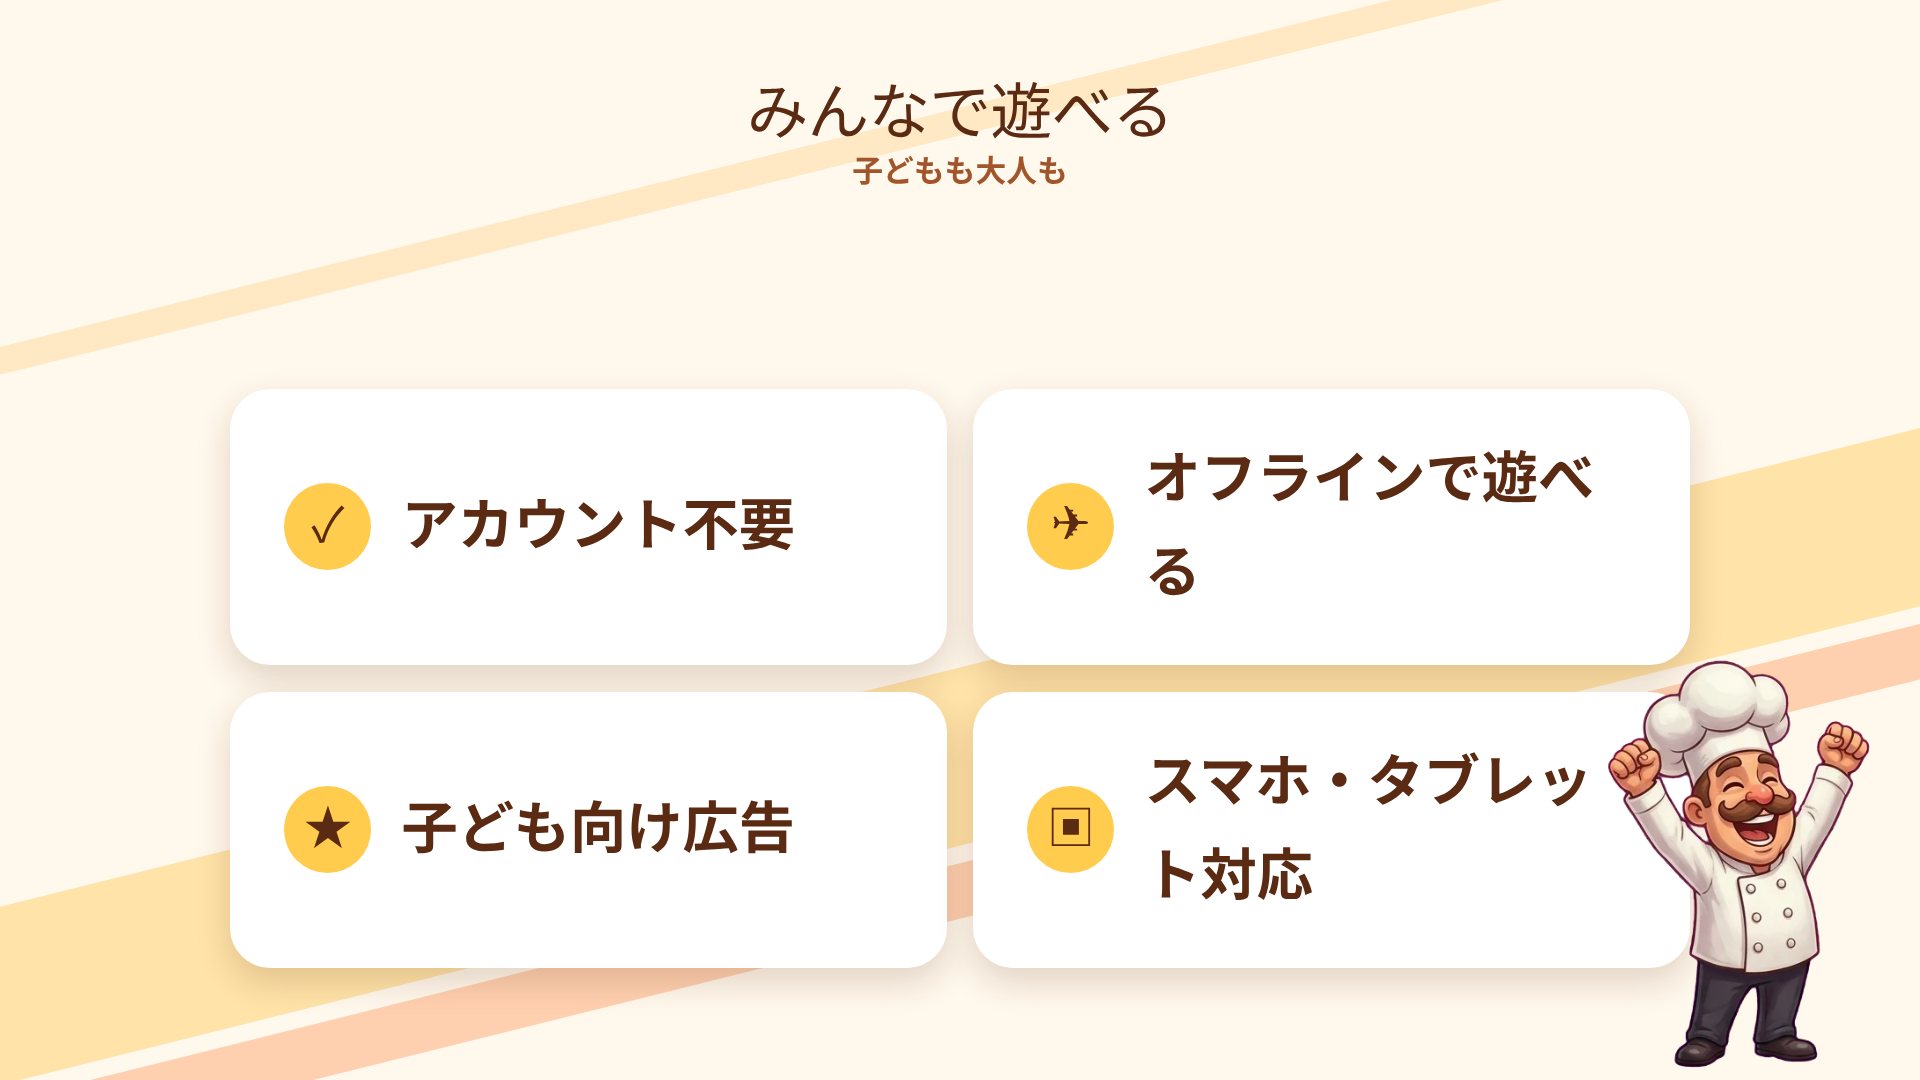 みんなで遊べる
子どもも大人も
✓ アカウント不要
✈ オフラインで遊べ
る
★ 子ども向け広告
▣ スマホ・タブレッ
ト対応